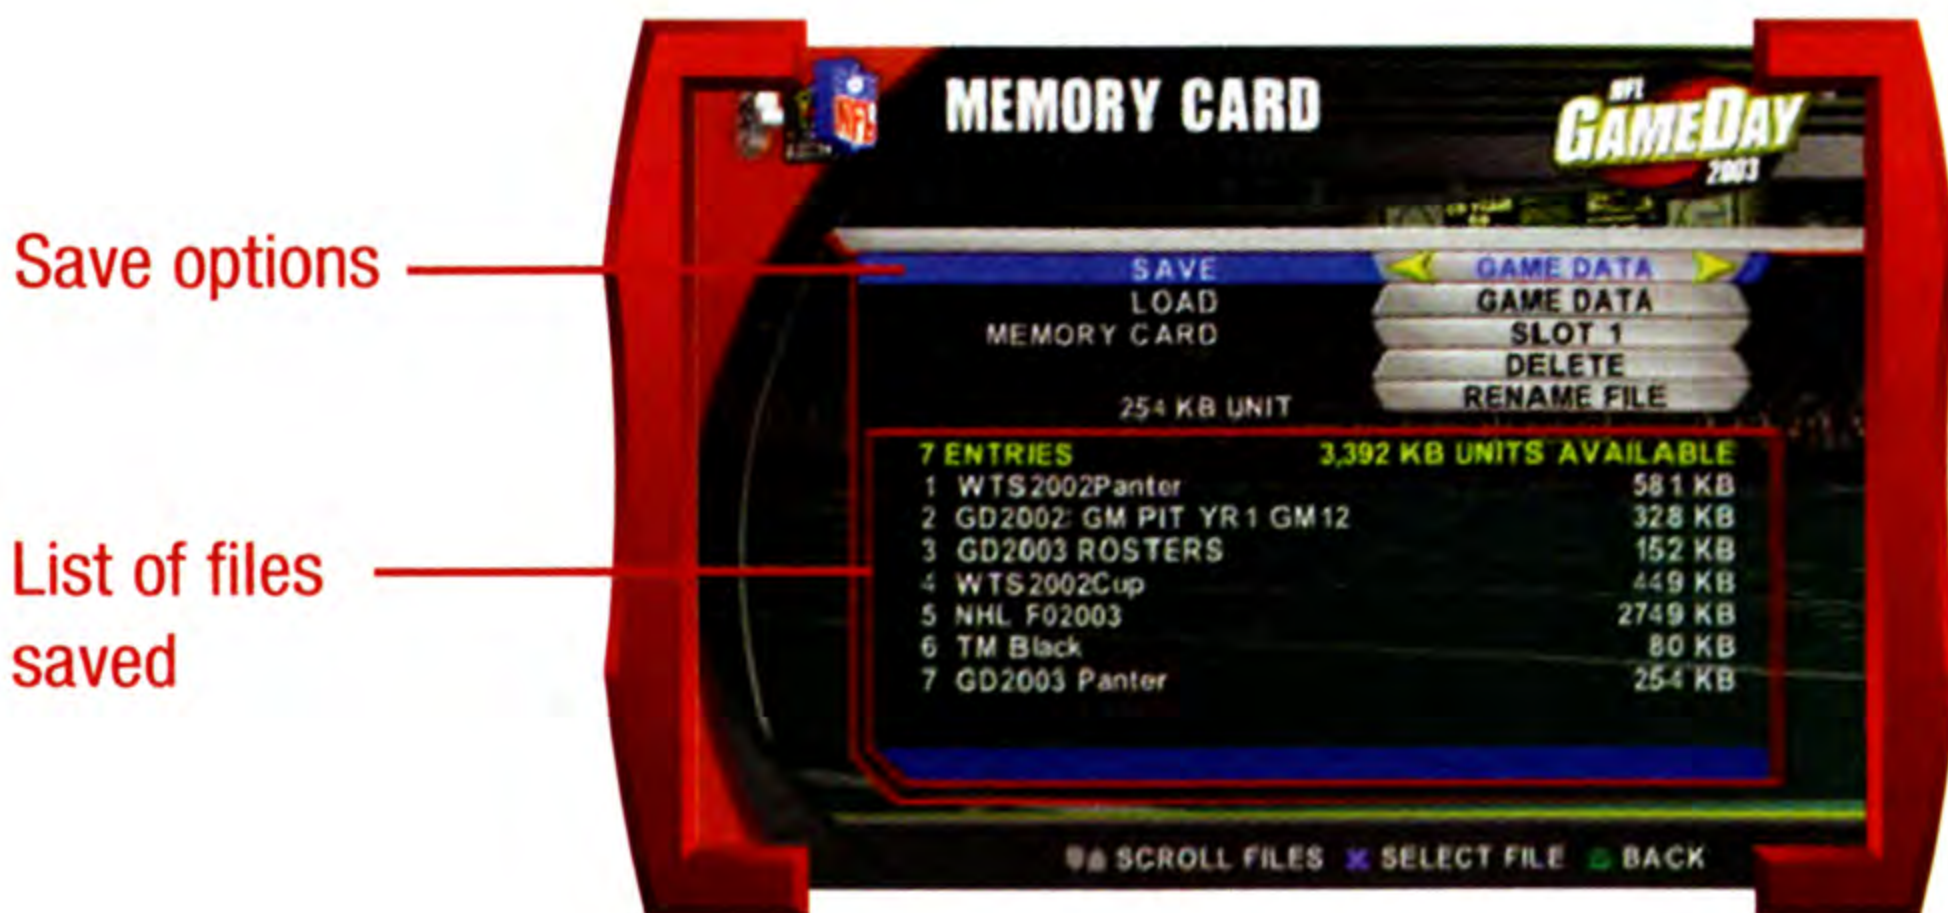 MEMORY CARD
NFL
NFL
GAMEDAY
2003
Save options
SAVE GAME DATA
LOAD GAME DATA
MEMORY CARD SLOT 1
DELETE
RENAME FILE
254 KB UNIT
7 ENTRIES 3,392 KB UNITS AVAILABLE
1 WTS2002Panter 581 KB
2 GD2002: GM PIT YR1 GM12 328 KB
3 GD2003 ROSTERS 152 KB
4 WTS2002Cup 449 KB
5 NHL FO2003 2749 KB
6 TM Black 80 KB
7 GD2003 Panter 254 KB
List of files
saved
SCROLL FILES SELECT FILE BACK